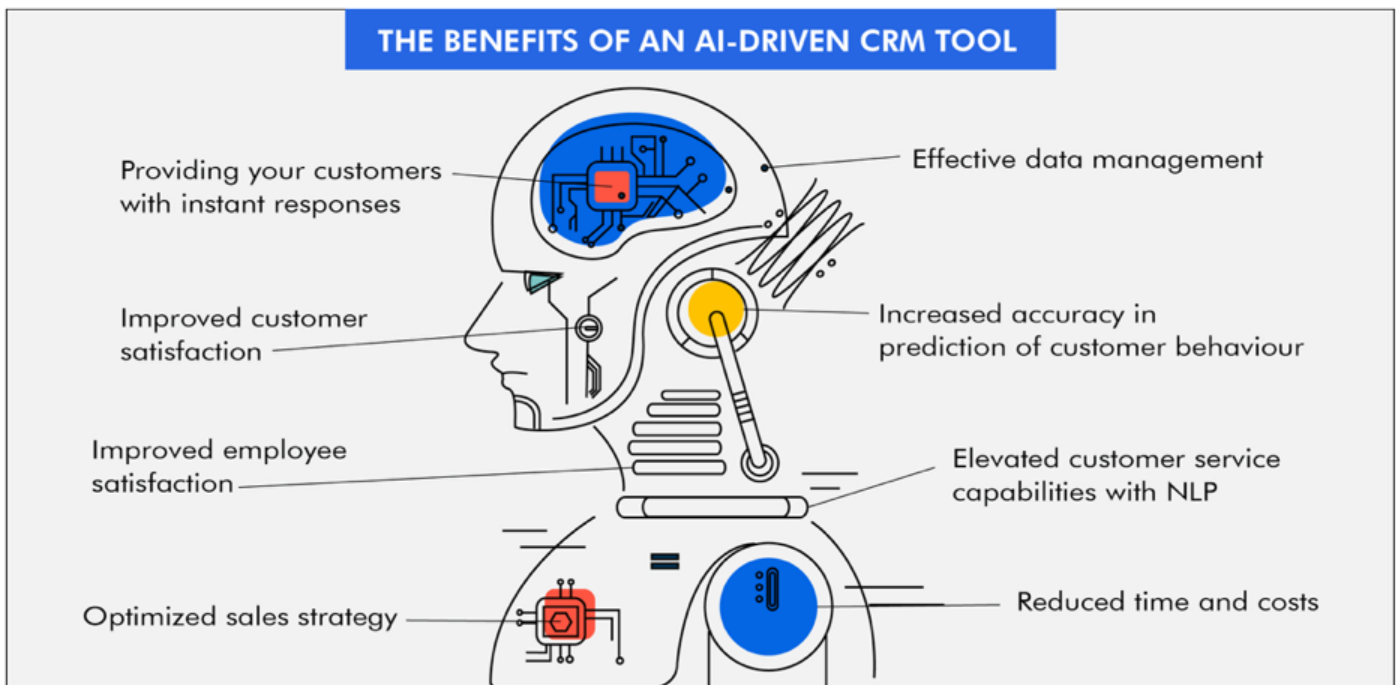 THE BENEFITS OF AN AI-DRIVEN CRM TOOL
Providing your customers
with instant responses
Effective data management
Improved customer
satisfaction
Increased accuracy in
prediction of customer behaviour
Improved employee
satisfaction
Elevated customer service
capabilities with NLP
Optimized sales strategy
Reduced time and costs